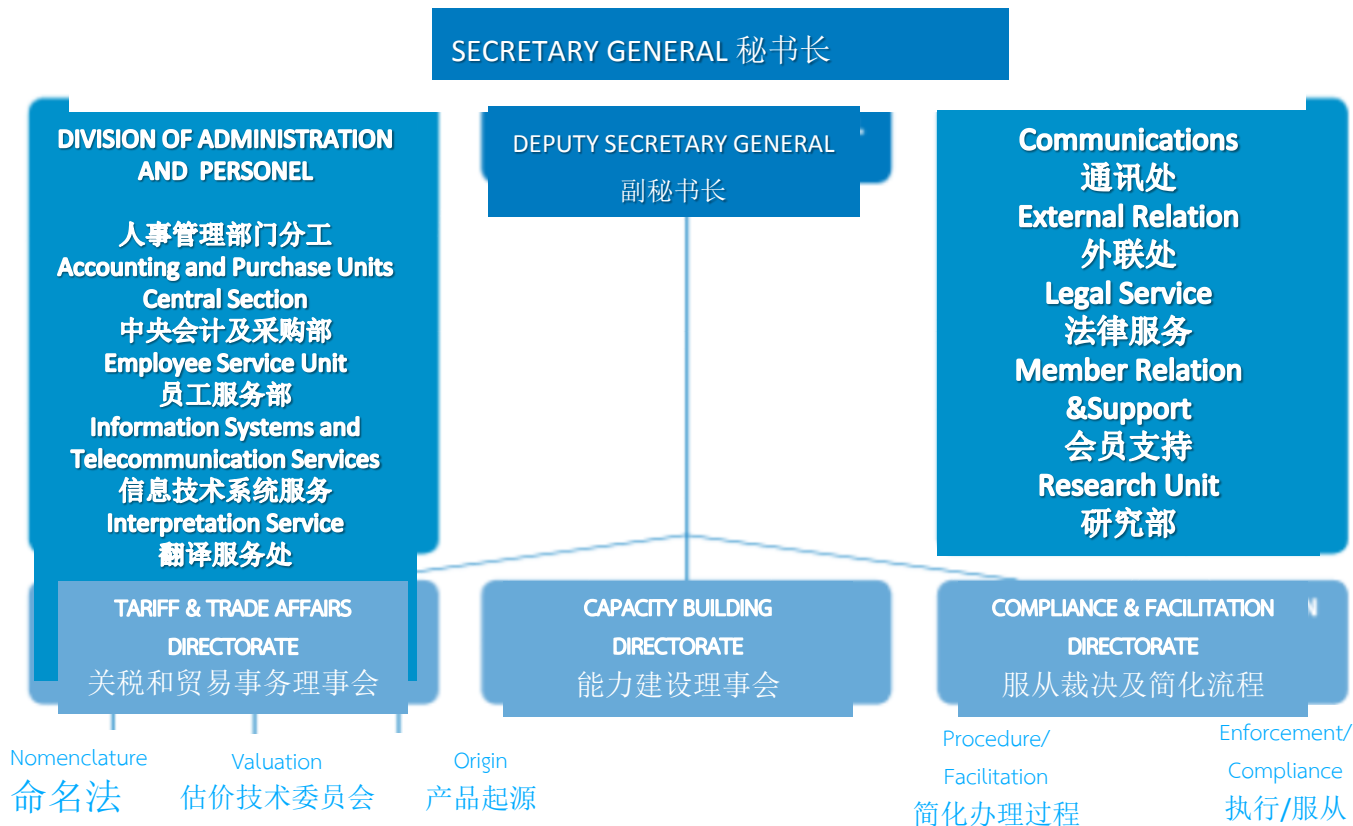 SECRETARY GENERAL 秘书长
DIVISION OF ADMINISTRATION
AND PERSONEL
人事管理部门分工
Accounting and Purchase Units
Central Section
中央会计及采购部
Employee Service Unit
员工服务部
Information Systems and
Telecommunication Services
信息技术系统服务
Interpretation Service
翻译服务处
DEPUTY SECRETARY GENERAL
副秘书长
Communications
通讯处
External Relation
外联处
Legal Service
法律服务
Member Relation
&Support
会员支持
Research Unit
研究部
TARIFF & TRADE AFFAIRS
DIRECTORATE
关税和贸易事务理事会
CAPACITY BUILDING
DIRECTORATE
能力建设理事会
COMPLIANCE & FACILITATION
DIRECTORATE
服从裁决及简化流程
Nomenclature
命名法
Valuation
估价技术委员会
Origin
产品起源
Procedure/
Facilitation
简化办理过程
Enforcement/
Compliance
执行/服从